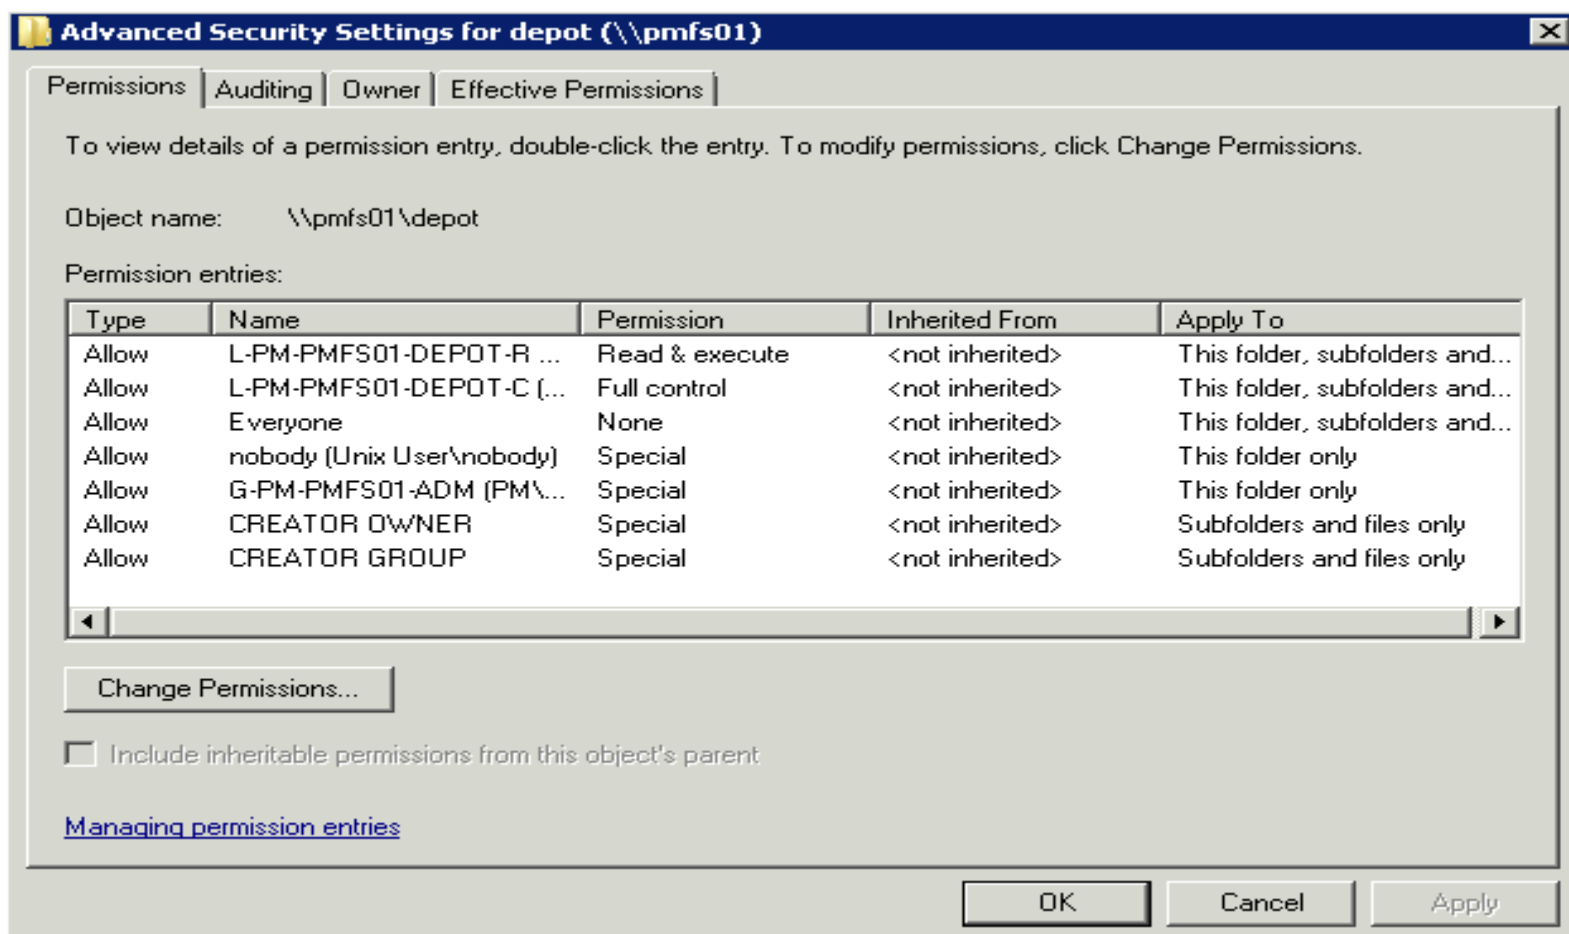 Advanced Security Settings for depot (\\pmfs01)
Permissions Auditing Owner Effective Permissions
To view details of a permission entry, double-click the entry. To modify permissions, click Change Permissions.
Object name: \\pmfs01\depot
Permission entries:
Type Name Permission Inherited From Apply To
Allow L-PM-PMFS01-DEPOT-R ... Read & execute <not inherited> This folder, subfolders and...
Allow L-PM-PMFS01-DEPOT-C (... Full control <not inherited> This folder, subfolders and...
Allow Everyone None <not inherited> This folder, subfolders and...
Allow nobody (Unix User\nobody) Special <not inherited> This folder only
Allow G-PM-PMFS01-ADM (PM\... Special <not inherited> This folder only
Allow CREATOR OWNER Special <not inherited> Subfolders and files only
Allow CREATOR GROUP Special <not inherited> Subfolders and files only
Change Permissions...
Include inheritable permissions from this object's parent
Managing permission entries
OK Cancel Apply